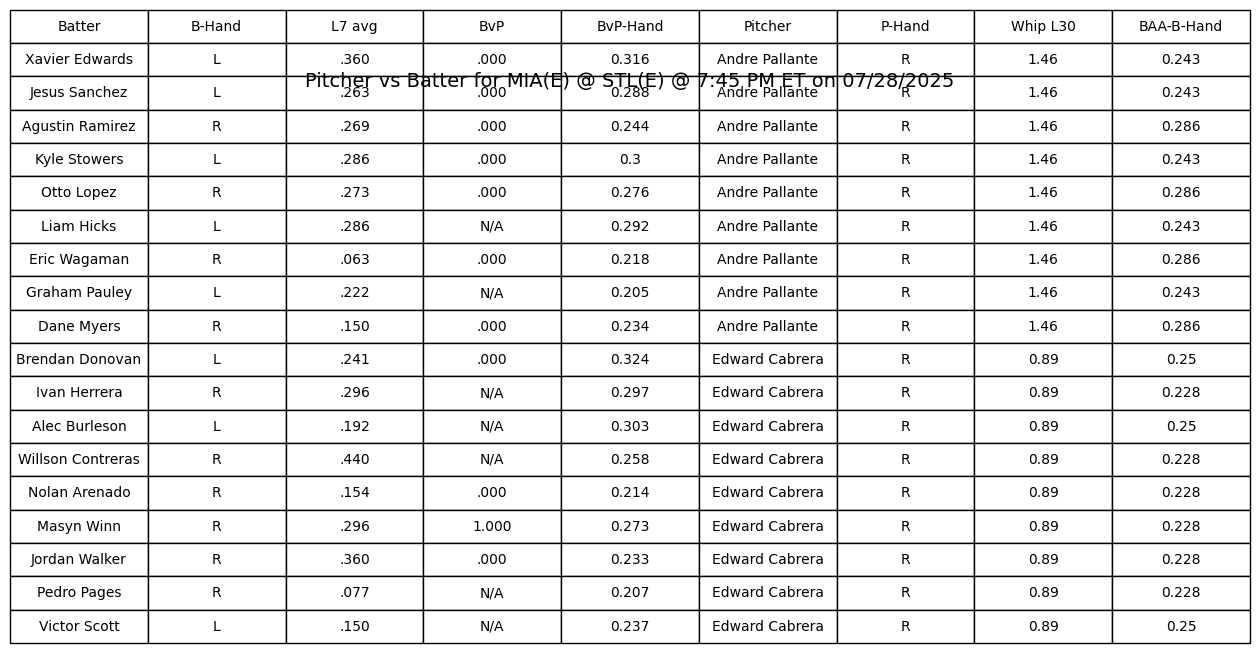 Batter B-Hand L7 avg BvP BvP-Hand Pitcher P-Hand Whip L30 BAA-B-Hand
Xavier Edwards L .360 .000 0.316 Andre Pallante R 1.46 0.243
Pitcher vs Batter for MIA(E) @ STL(E) @ 7:45 PM ET on 07/28/2025
Jesus Sanchez L .263 .000 0.288 Andre Pallante R 1.46 0.243
Agustin Ramirez R .269 .000 0.244 Andre Pallante R 1.46 0.286
Kyle Stowers L .286 .000 0.3 Andre Pallante R 1.46 0.243
Otto Lopez R .273 .000 0.276 Andre Pallante R 1.46 0.286
Liam Hicks L .286 N/A 0.292 Andre Pallante R 1.46 0.243
Eric Wagaman R .063 .000 0.218 Andre Pallante R 1.46 0.286
Graham Pauley L .222 N/A 0.205 Andre Pallante R 1.46 0.243
Dane Myers R .150 .000 0.234 Andre Pallante R 1.46 0.286
Brendan Donovan L .241 .000 0.324 Edward Cabrera R 0.89 0.25
Ivan Herrera R .296 N/A 0.297 Edward Cabrera R 0.89 0.228
Alec Burleson L .192 N/A 0.303 Edward Cabrera R 0.89 0.25
Willson Contreras R .440 N/A 0.258 Edward Cabrera R 0.89 0.228
Nolan Arenado R .154 .000 0.214 Edward Cabrera R 0.89 0.228
Masyn Winn R .296 1.000 0.273 Edward Cabrera R 0.89 0.228
Jordan Walker R .360 .000 0.233 Edward Cabrera R 0.89 0.228
Pedro Pages R .077 N/A 0.207 Edward Cabrera R 0.89 0.228
Victor Scott L .150 N/A 0.237 Edward Cabrera R 0.89 0.25